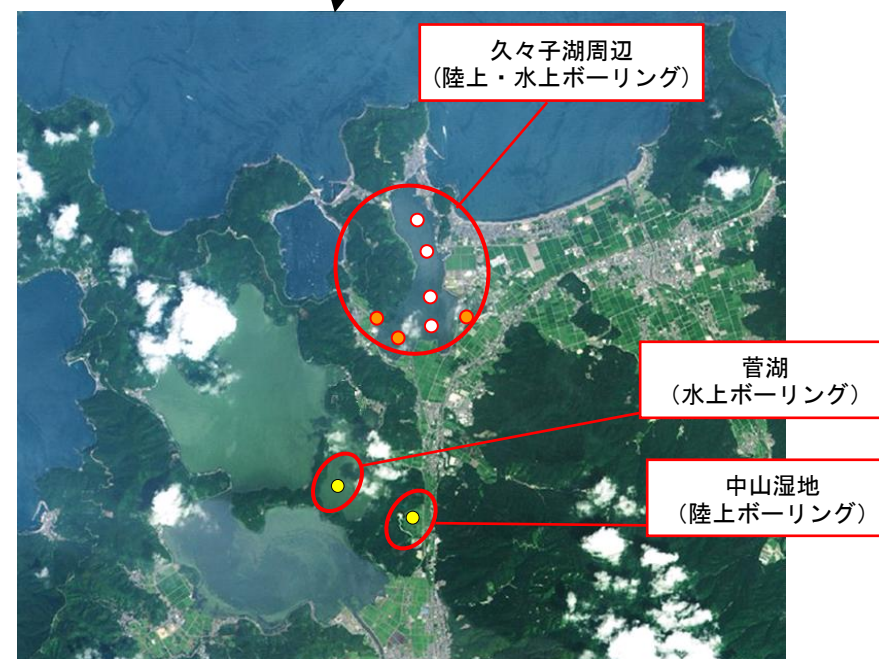 久々子湖周辺
（陸上・水上ボーリング）
菅湖
（水上ボーリング）
中山湿地
（陸上ボーリング）